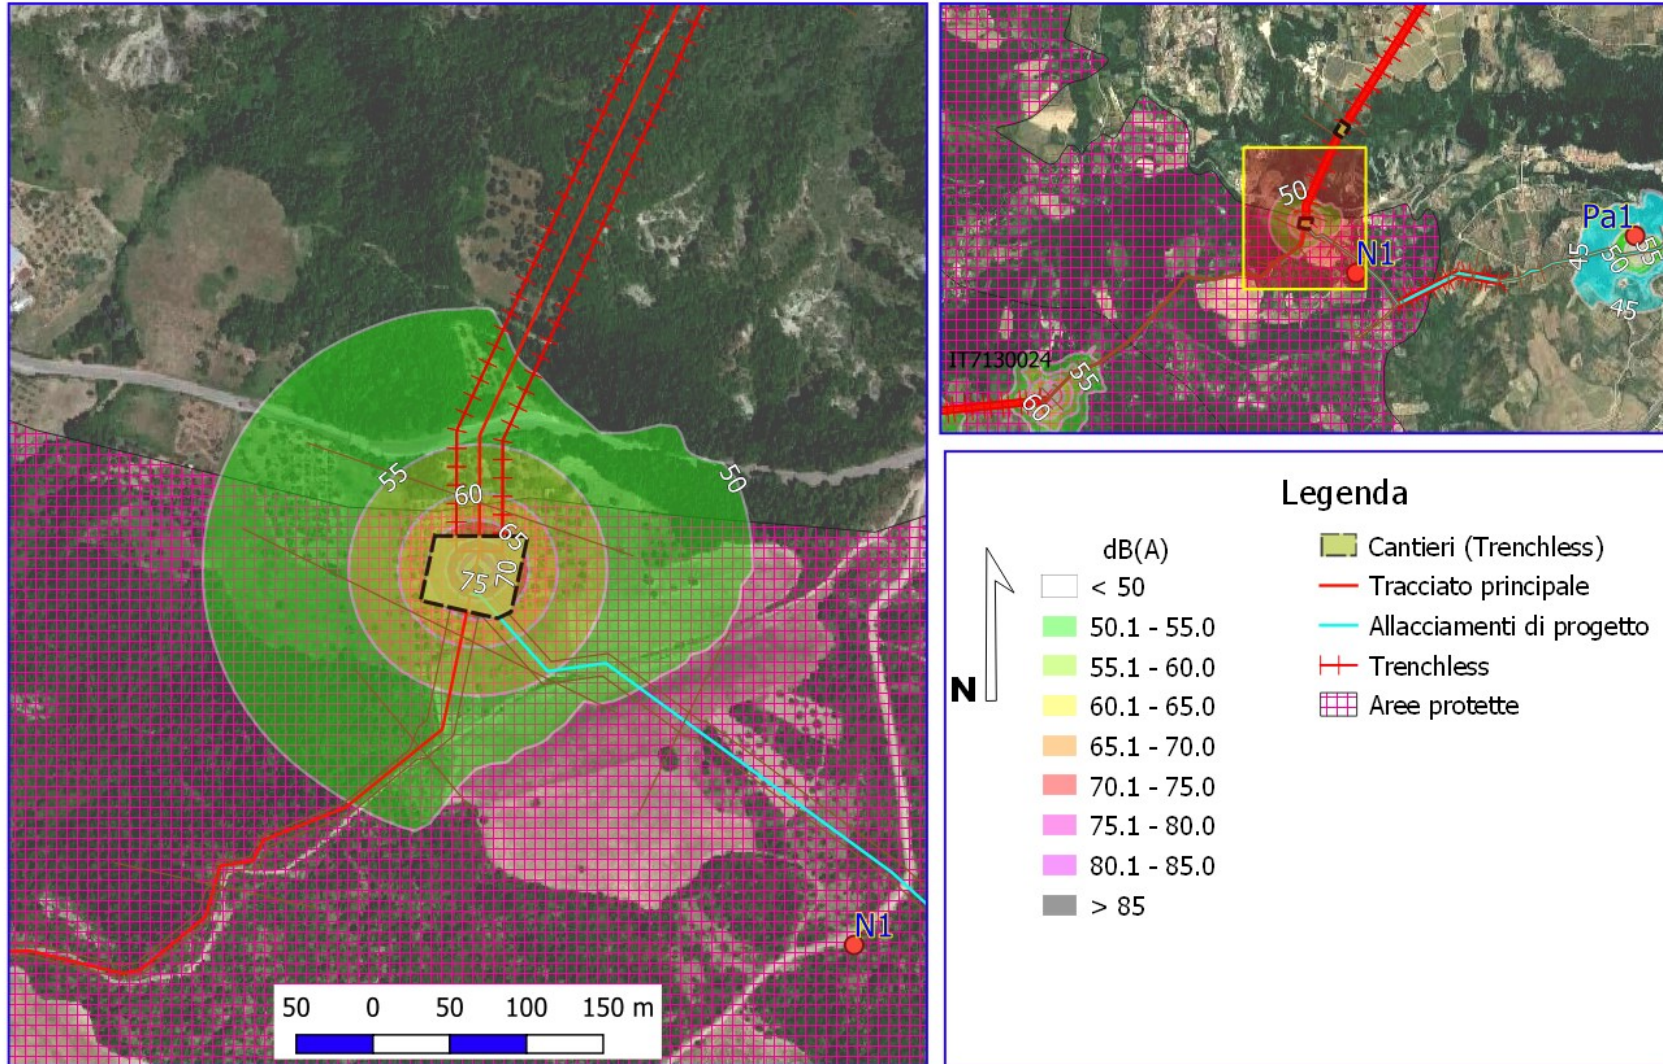 55
60
50
65
70
75
N1
50 0 50 100 150 m
50
N1
Pa1
45
50
55
45
IT7130024
55
60
Legenda
N
dB(A)
< 50
50.1 - 55.0
55.1 - 60.0
60.1 - 65.0
65.1 - 70.0
70.1 - 75.0
75.1 - 80.0
80.1 - 85.0
> 85
Cantieri (Trenchless)
Tracciato principale
Allacciamenti di progetto
Trenchless
Aree protette